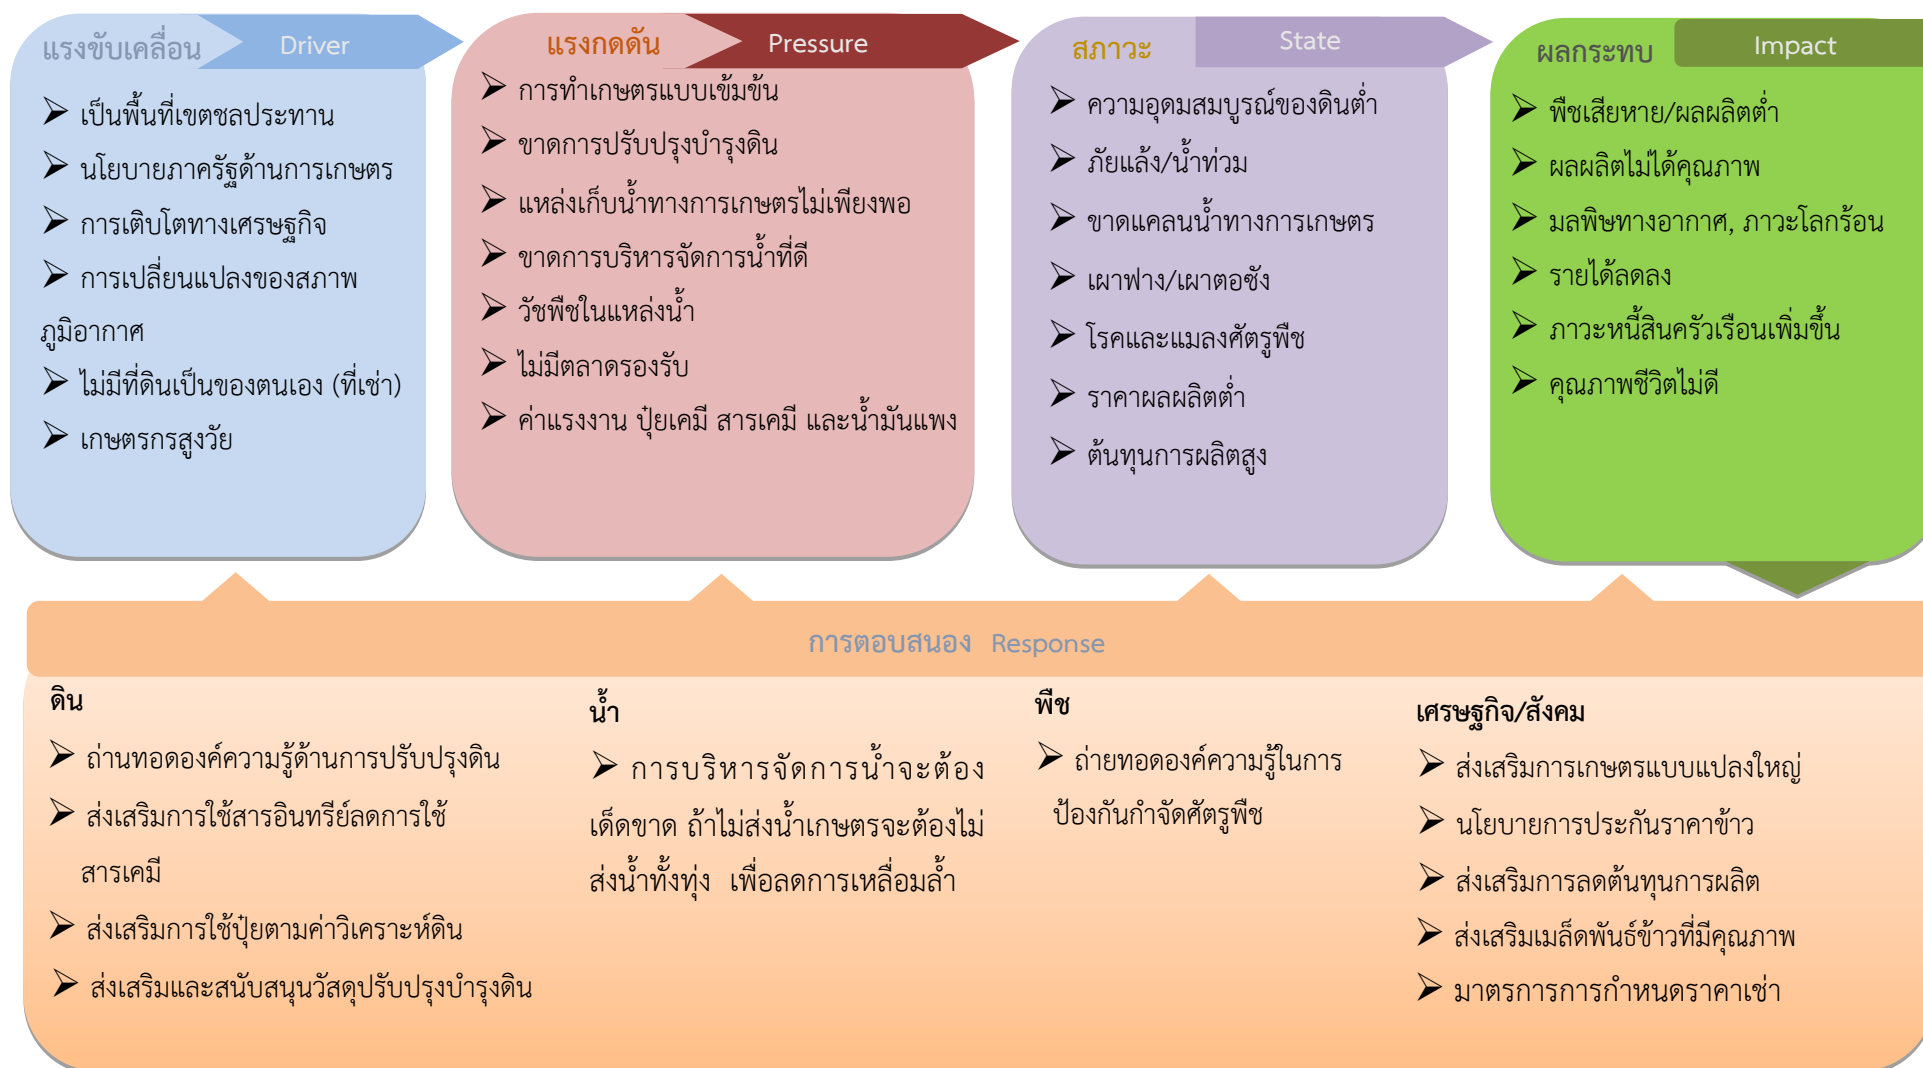 แรงขับเคลื่อน Driver
➢ เป็นพื้นที่เขตชลประทาน
➢ นโยบายภาครัฐด้านการเกษตร
➢ การเติบโตทางเศรษฐกิจ
➢ การเปลี่ยนแปลงของสภาพ
ภูมิอากาศ
➢ ไม่มีที่ดินเป็นของตนเอง (ที่เช่า)
➢ เกษตรกรสูงวัย
แรงกดดัน Pressure
➢ การทำเกษตรแบบเข้มข้น
➢ ขาดการปรับปรุงบำรุงดิน
➢ แหล่งเก็บน้ำทางการเกษตรไม่เพียงพอ
➢ ขาดการบริหารจัดการน้ำที่ดี
➢ วัชพืชในแหล่งน้ำ
➢ ไม่มีตลาดรองรับ
➢ ค่าแรงงาน ปุ๋ยเคมี สารเคมี และน้ำมันแพง
สภาวะ State
➢ ความอุดมสมบูรณ์ของดินต่ำ
➢ ภัยแล้ง/น้ำท่วม
➢ ขาดแคลนน้ำทางการเกษตร
➢ เผาฟาง/เผาตอซัง
➢ โรคและแมลงศัตรูพืช
➢ ราคาผลผลิตต่ำ
➢ ต้นทุนการผลิตสูง
ผลกระทบ Impact
➢ พืชเสียหาย/ผลผลิตต่ำ
➢ ผลผลิตไม่ได้คุณภาพ
➢ มลพิษทางอากาศ, ภาวะโลกร้อน
➢ รายได้ลดลง
➢ ภาวะหนี้สินครัวเรือนเพิ่มขึ้น
➢ คุณภาพชีวิตไม่ดี
การตอบสนอง Response
ดิน
➢ ถ่านทอดองค์ความรู้ด้านการปรับปรุงดิน
➢ ส่งเสริมการใช้สารอินทรีย์ลดการใช้
สารเคมี
➢ ส่งเสริมการใช้ปุ๋ยตามค่าวิเคราะห์ดิน
➢ ส่งเสริมและสนับสนุนวัสดุปรับปรุงบำรุงดิน
น้ำ
➢ การบริหารจัดการน้ำจะต้อง
เด็ดขาด ถ้าไม่ส่งน้ำเกษตรจะต้องไม่
ส่งน้ำทั้งทุ่ง เพื่อลดการเหลื่อมล้ำ
พืช
➢ ถ่ายทอดองค์ความรู้ในการ
ป้องกันกำจัดศัตรูพืช
เศรษฐกิจ/สังคม
➢ ส่งเสริมการเกษตรแบบแปลงใหญ่
➢ นโยบายการประกันราคาข้าว
➢ ส่งเสริมการลดต้นทุนการผลิต
➢ ส่งเสริมเมล็ดพันธ์ข้าวที่มีคุณภาพ
➢ มาตรการการกำหนดราคาเช่า